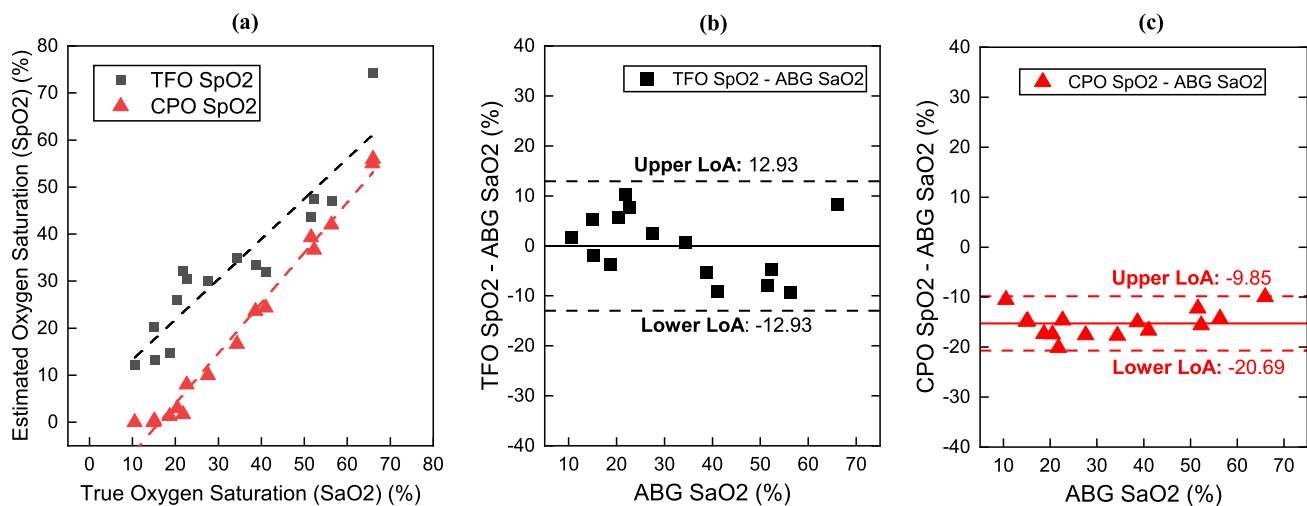 (a)
Estimated Oxygen Saturation (SpO2) (%)
80
70
60
50
40
30
20
10
0
TFO SpO2
CPO SpO2
0 10 20 30 40 50 60 70 80
True Oxygen Saturation (SaO2) (%)
(b)
TFO SpO2 - ABG SaO2 (%)
40
30
20
10
0
-10
-20
-30
-40
TFO SpO2 - ABG SaO2
Upper LoA: 12.93
Lower LoA: -12.93
10 20 30 40 50 60 70
ABG SaO2 (%)
(c)
CPO SpO2 - ABG SaO2 (%)
40
30
20
10
0
-10
-20
-30
-40
CPO SpO2 - ABG SaO2
Upper LoA: -9.85
Lower LoA: -20.69
10 20 30 40 50 60 70
ABG SaO2 (%)